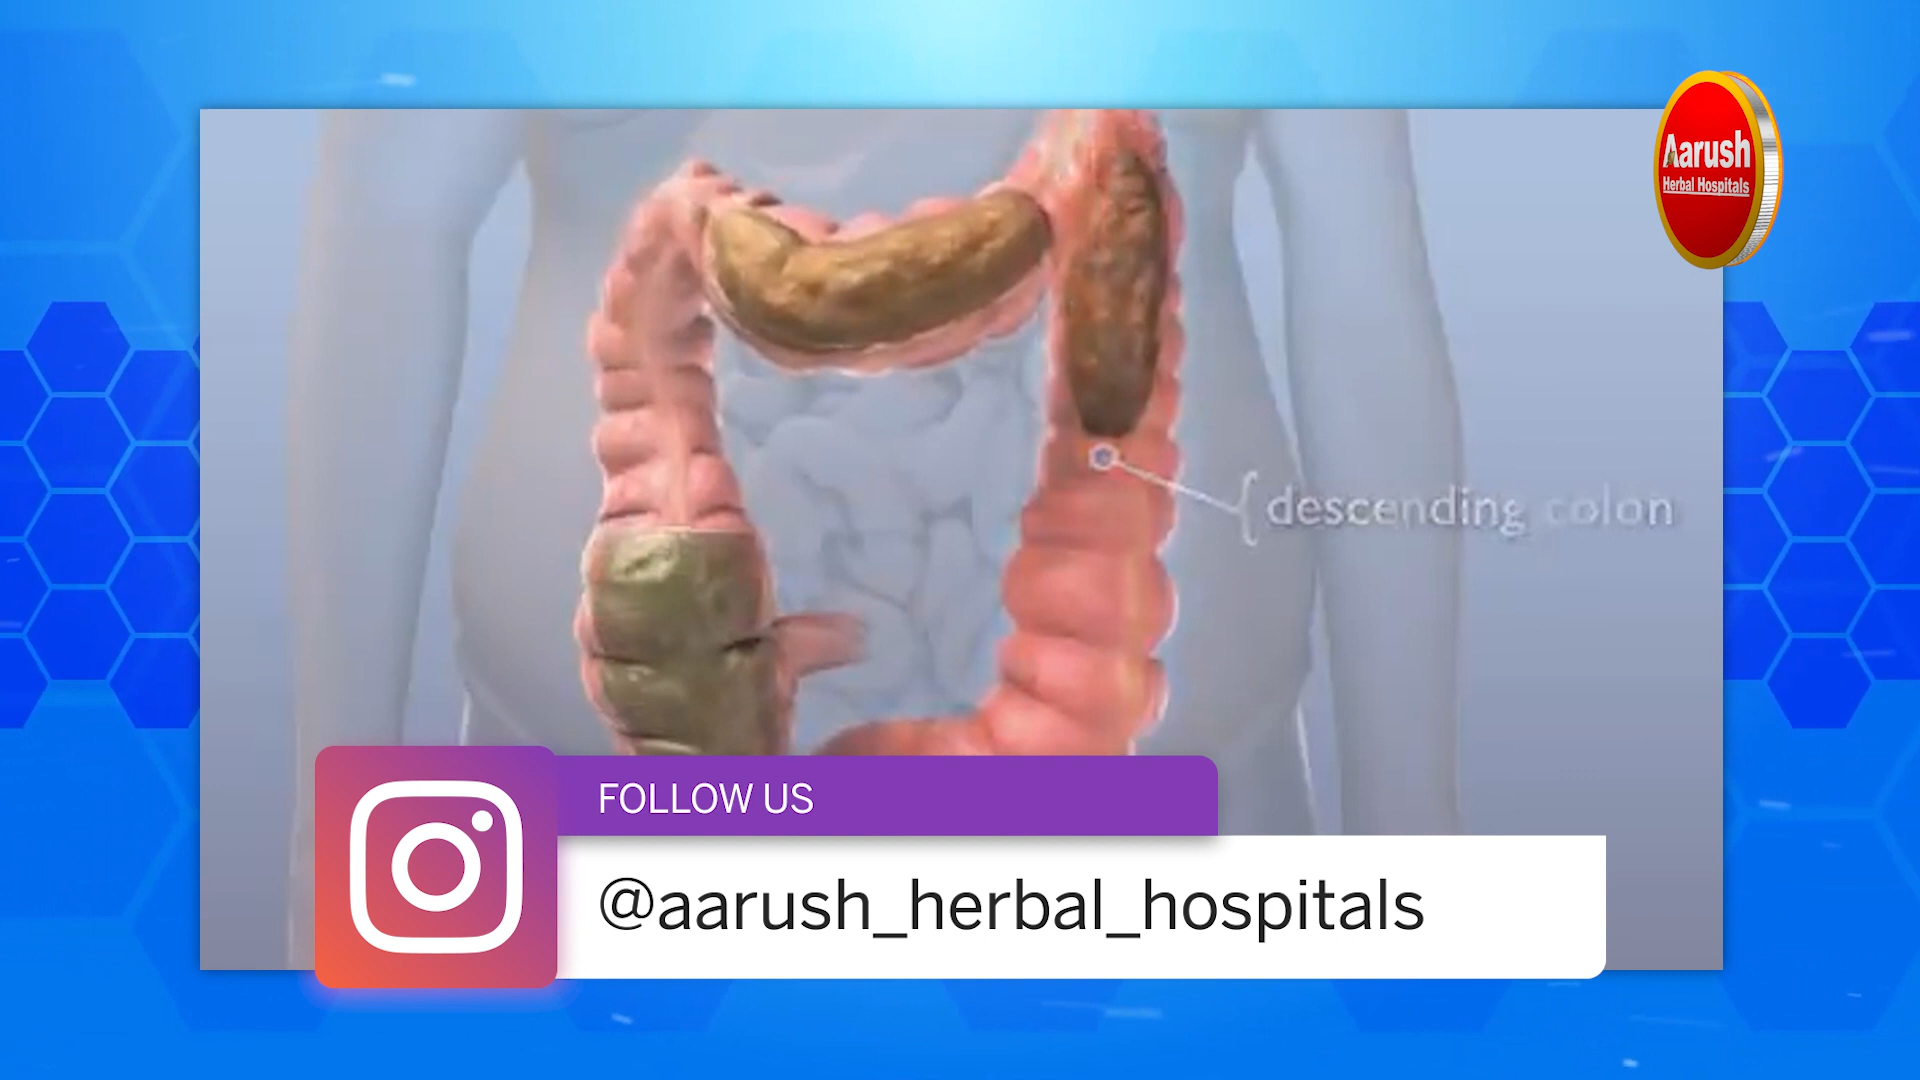 Aarush
Herbal Hospitals
descending colon
FOLLOW US
@aarush_herbal_hospitals